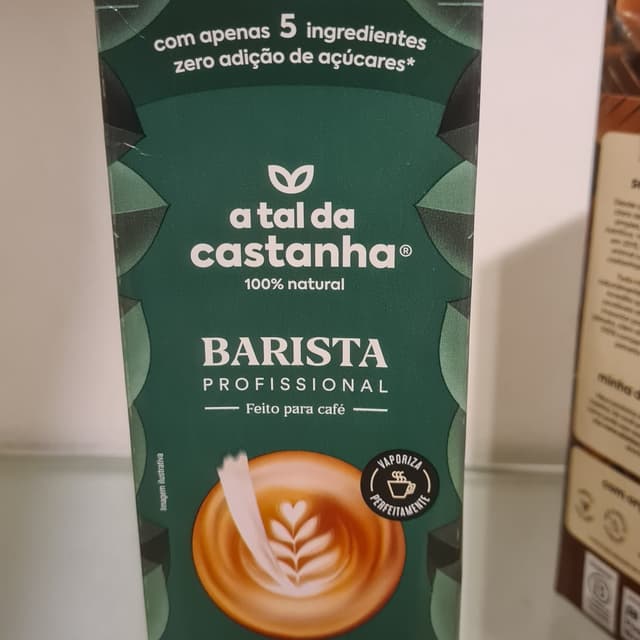 com apenas 5 ingredientes
zero adição de açúcares*
a tal da
castanha®
100% natural
BARISTA
PROFISSIONAL
Feito para café
VAPORIZA
PERFEITAMENTE
Imagem ilustrativa
minha